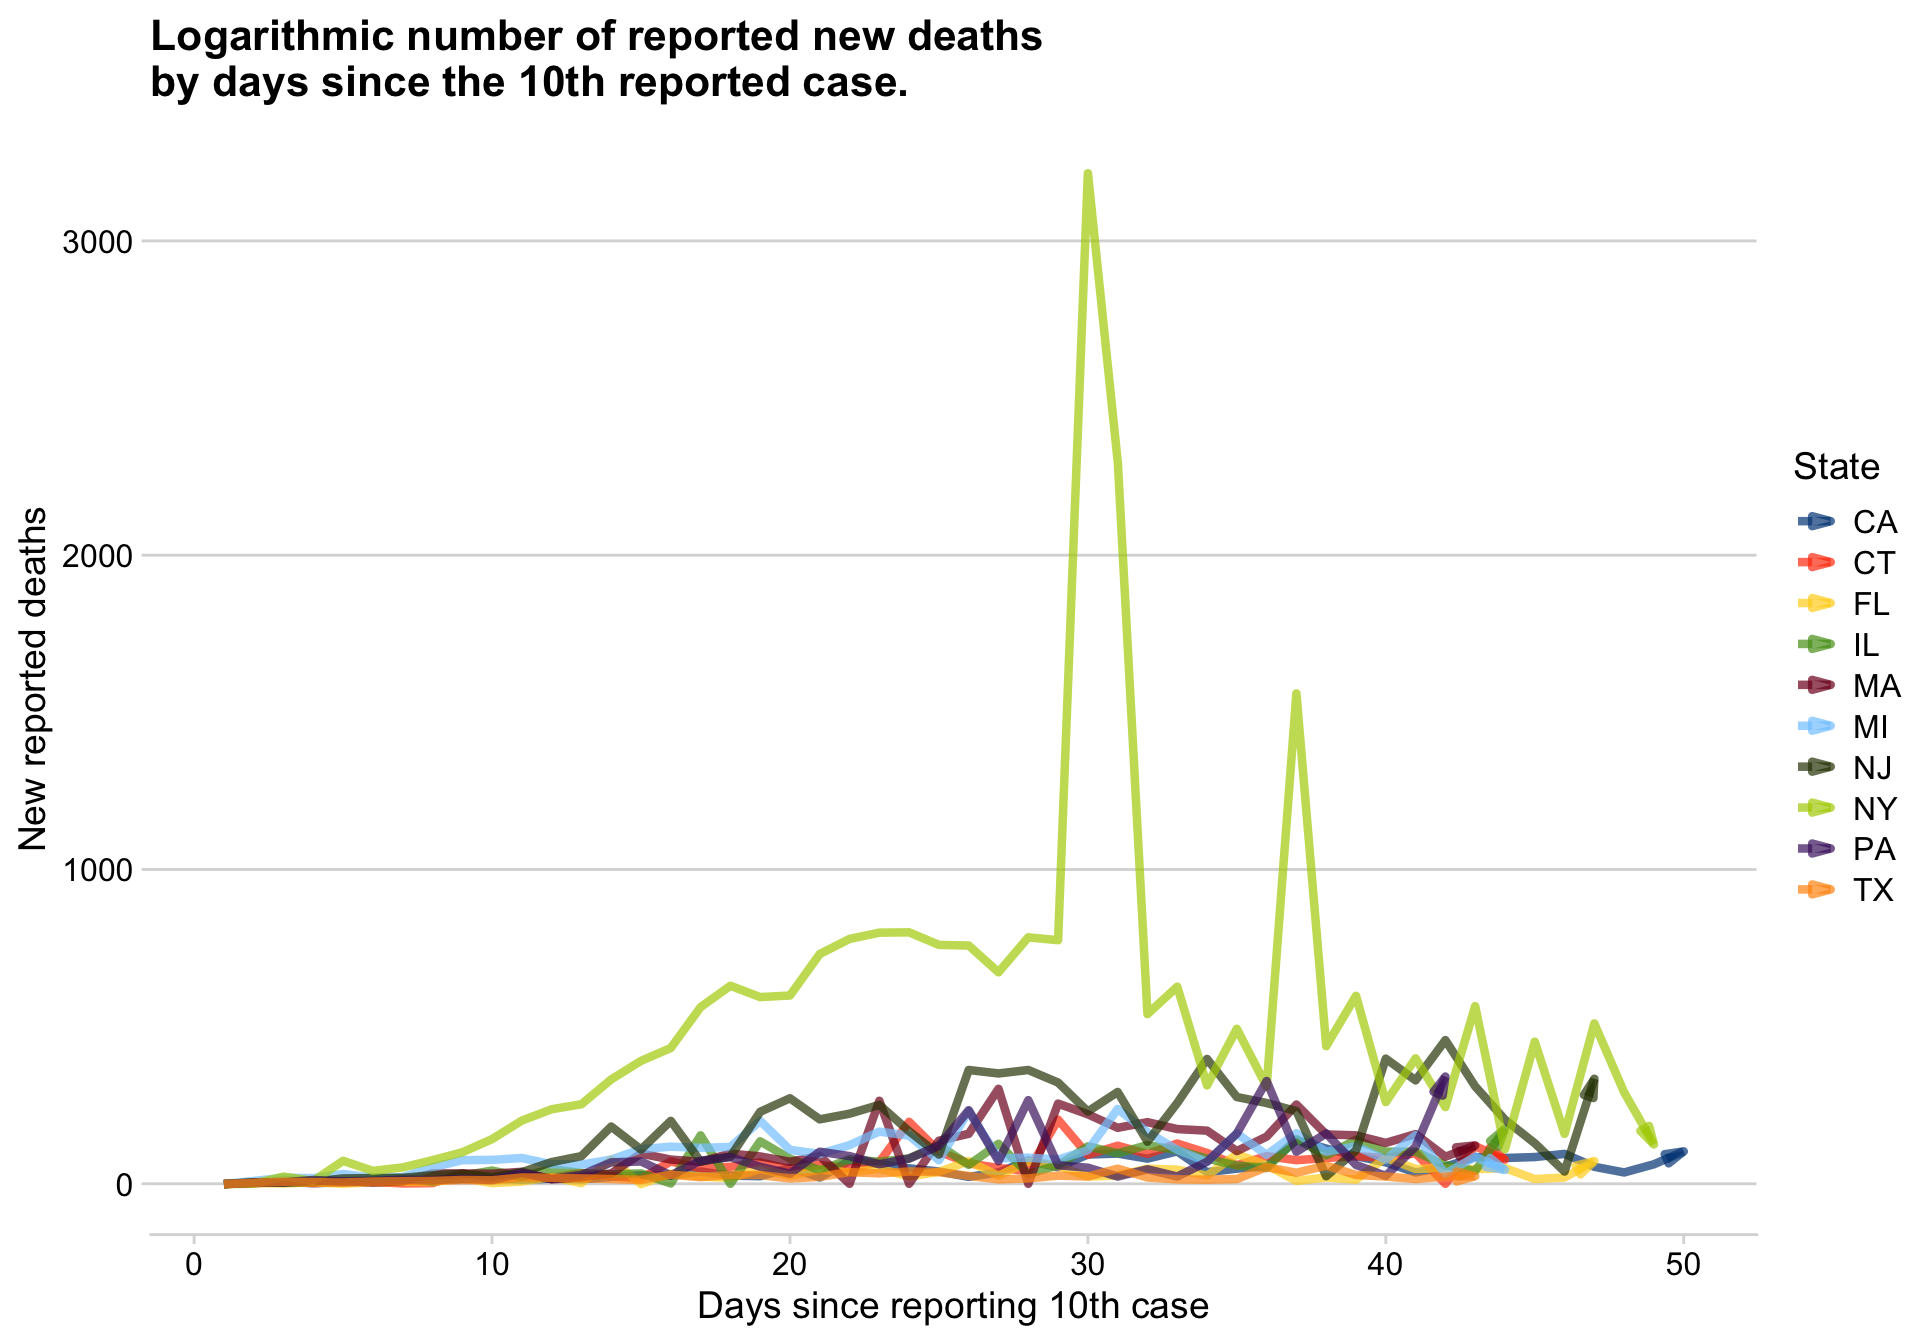 Logarithmic number of reported new deaths
by days since the 10th reported case.
New reported deaths
3000
2000
1000
0
0 10 20 30 40 50
Days since reporting 10th case
State
CA
CT
FL
IL
MA
MI
NJ
NY
PA
TX